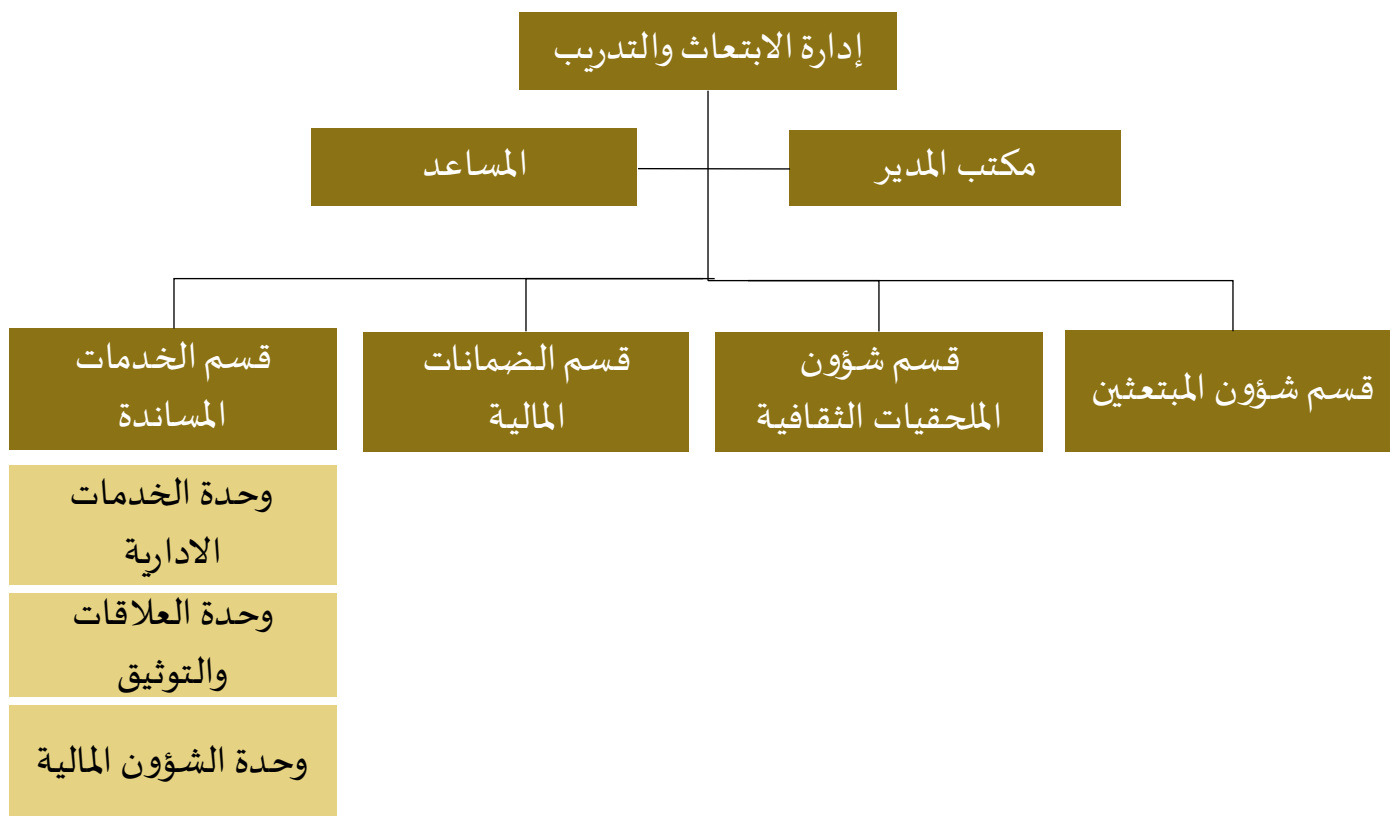 إدارة الابتعاث والتدريب
مكتب المدير
المساعد
قسم شؤون المبتعثين
قسم شؤون
الملحقيات الثقافية
قسم الضمانات
المالية
قسم الخدمات
المساندة
وحدة الخدمات
الادارية
وحدة العلاقات
والتوثيق
وحدة الشؤون المالية